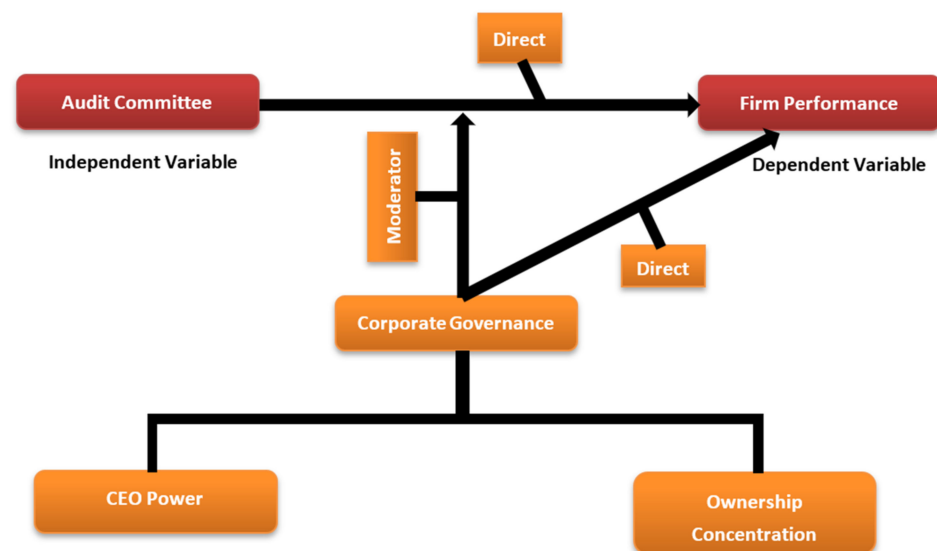 Direct
Audit Committee
Firm Performance
Independent Variable
Dependent Variable
Moderator
Direct
Corporate Governance
CEO Power
Ownership
Concentration